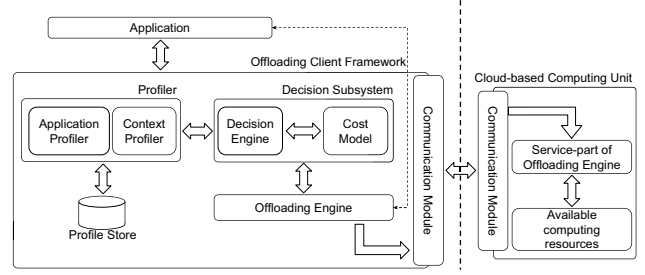 Application
Offloading Client Framework
Cloud-based Computing Unit
Profiler
Decision Subsystem
Application
Profiler
Context
Profiler
Decision
Engine
Cost
Model
Communication Module
Communication Module
Service-part of
Offloading Engine
Offloading Engine
Available
computing
resources
Profile Store